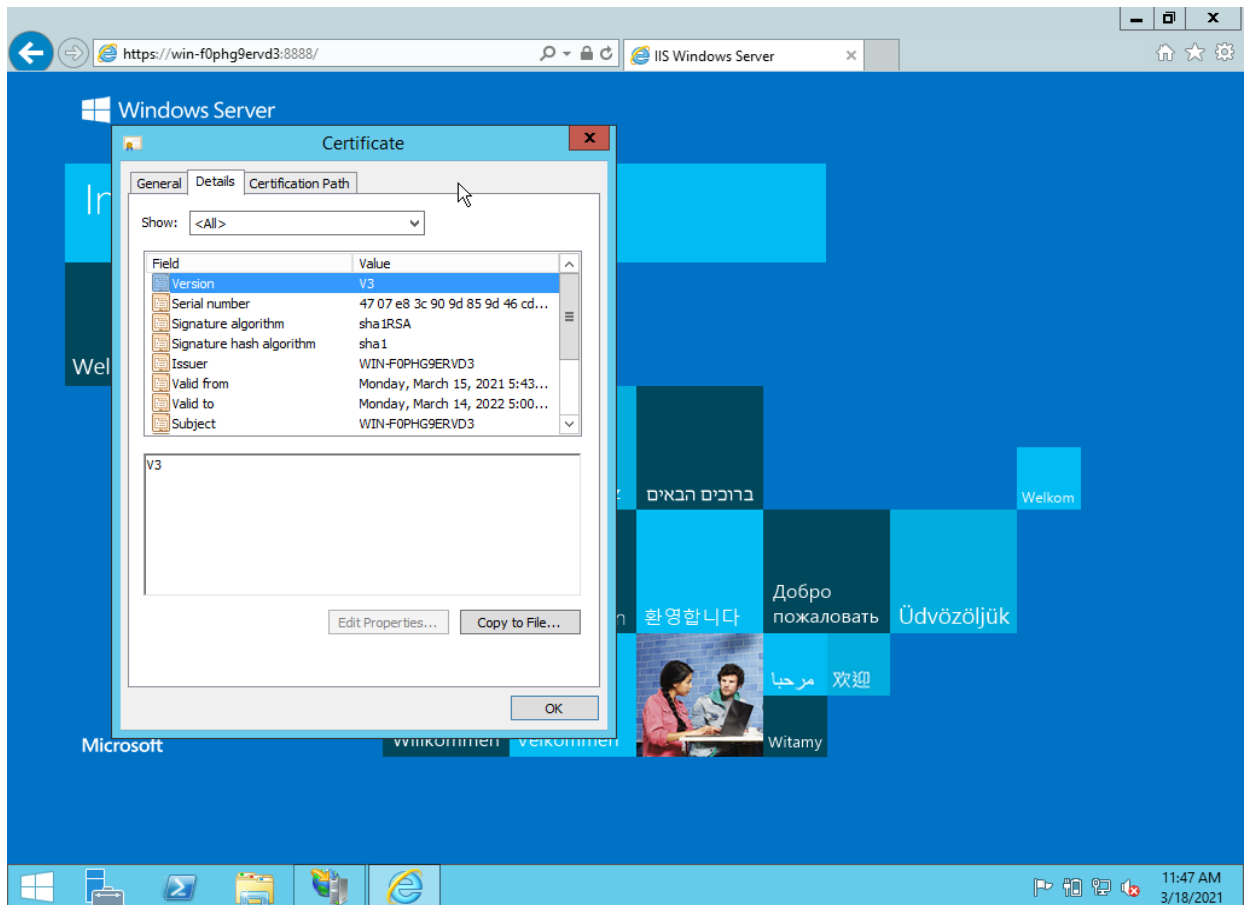 https://win-f0phg9ervd3:8888/
IIS Windows Server
Windows Server
Certificate
General Details Certification Path
Show: <All>
Field Value
Version V3
Serial number 47 07 e8 3c 90 9d 85 9d 46 cd...
Signature algorithm sha1RSA
Signature hash algorithm sha1
Issuer WIN-F0PHG9ERVD3
Valid from Monday, March 15, 2021 5:43...
Valid to Monday, March 14, 2022 5:00...
Subject WIN-F0PHG9ERVD3
V3
Edit Properties... Copy to File...
OK
ברוכים הבאים
Welkom
환영합니다
Добро
пожаловать
Üdvözöljük
مرحبا
欢迎
Microsoft
Willkommen
Velkommen
Witamy
11:47 AM
3/18/2021